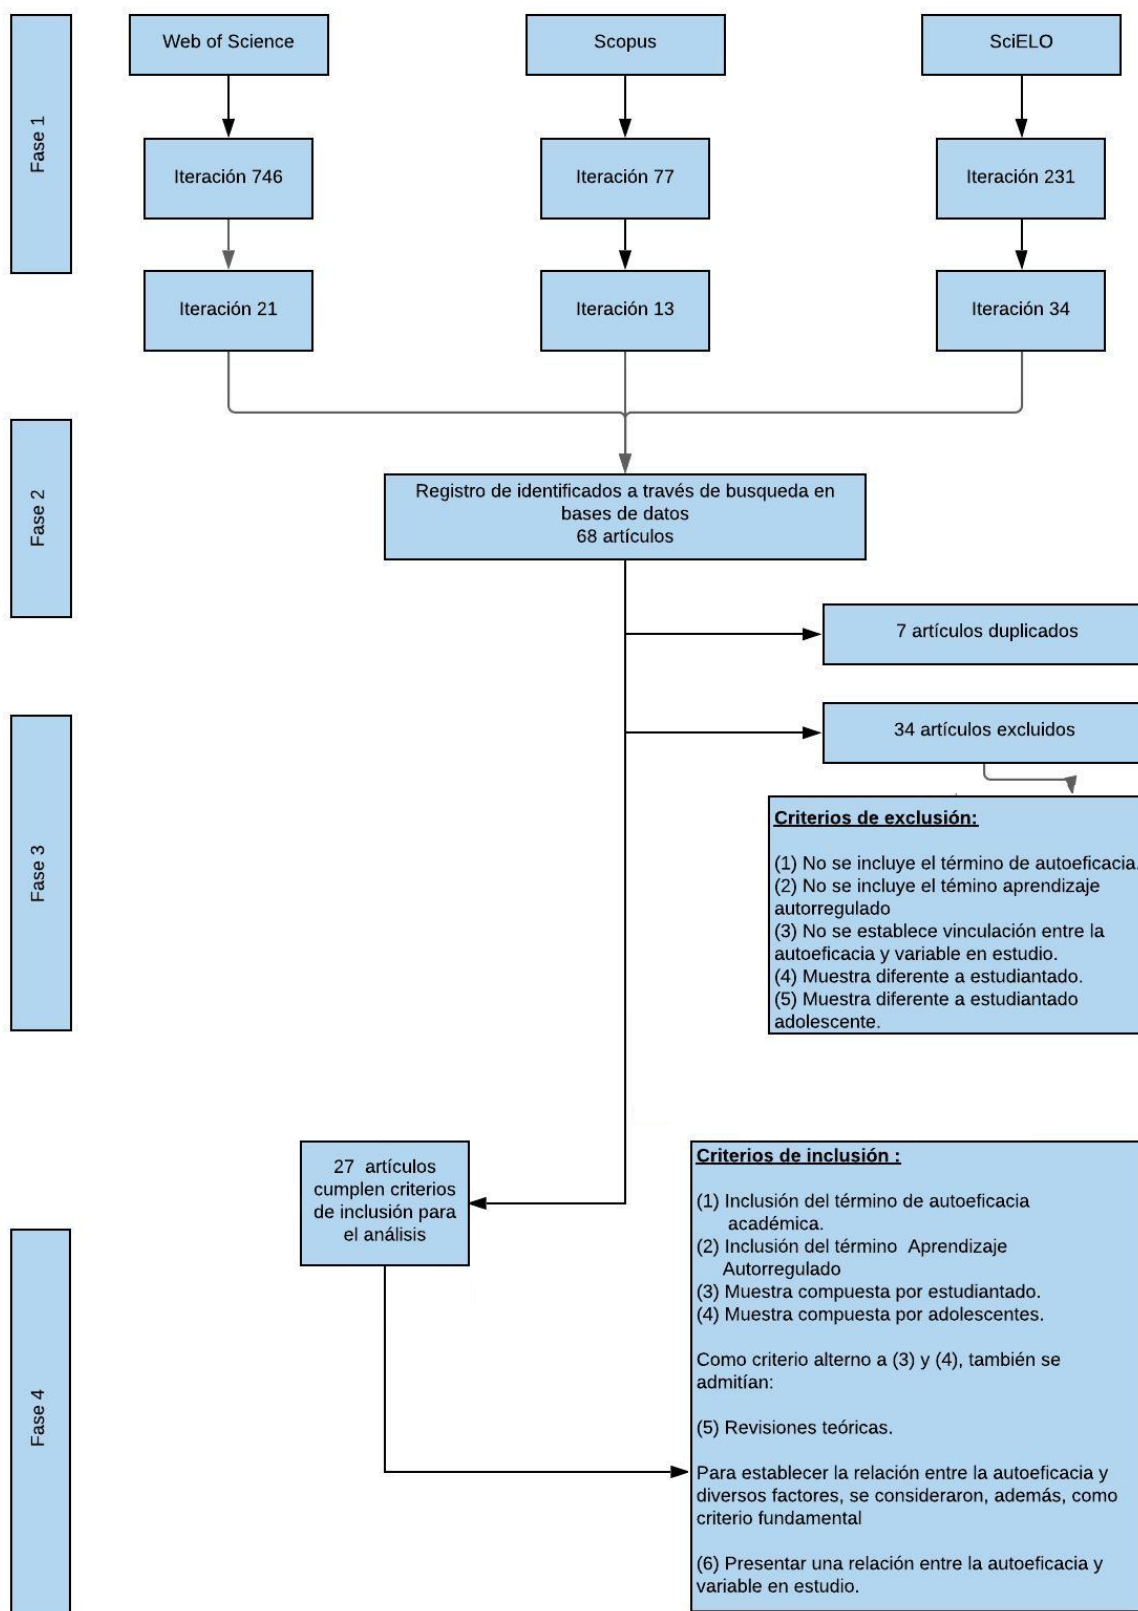 Fase 1
Web of Science
Scopus
SciELO
Iteración 746
Iteración 77
Iteración 231
Iteración 21
Iteración 13
Iteración 34
Fase 2
Registro de identificados a través de busqueda en
bases de datos
68 artículos
7 artículos duplicados
Fase 3
34 artículos excluidos
Criterios de exclusión:
(1) No se incluye el término de autoeficacia.
(2) No se incluye el témino aprendizaje
autorregulado
(3) No se establece vinculación entre la
autoeficacia y variable en estudio.
(4) Muestra diferente a estudiantado.
(5) Muestra diferente a estudiantado
adolescente.
Fase 4
27 artículos
cumplen criterios
de inclusión para
el análisis
Criterios de inclusión :
(1) Inclusión del término de autoeficacia
académica.
(2) Inclusión del término Aprendizaje
Autorregulado
(3) Muestra compuesta por estudiantado.
(4) Muestra compuesta por adolescentes.
Como criterio alterno a (3) y (4), también se
admitían:
(5) Revisiones teóricas.
Para establecer la relación entre la autoeficacia y
diversos factores, se consideraron, además, como
criterio fundamental
(6) Presentar una relación entre la autoeficacia y
variable en estudio.